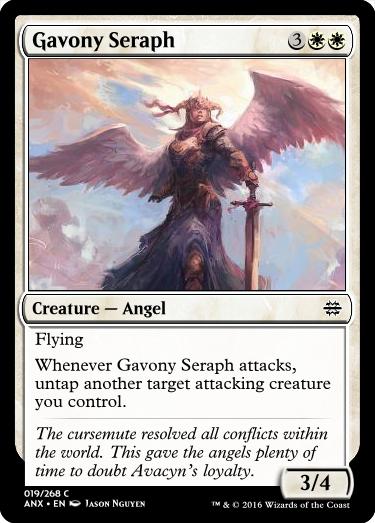 Gavony Seraph 3
Creature — Angel
Flying
Whenever Gavony Seraph attacks,
untap another target attacking creature
you control.
The cursemute resolved all conflicts within
the world. This gave the angels plenty of
time to doubt Avacyn's loyalty.
3/4
019/268 C
ANX • EN Jason Nguyen
™ & © 2016 Wizards of the Coast